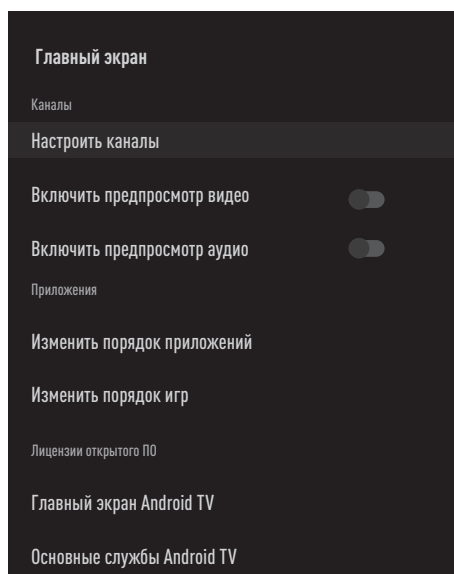 Главный экран
Каналы
Настроить каналы
Включить предпросмотр видео
Включить предпросмотр аудио
Приложения
Изменить порядок приложений
Изменить порядок игр
Лицензии открытого ПО
Главный экран Android TV
Основные службы Android TV